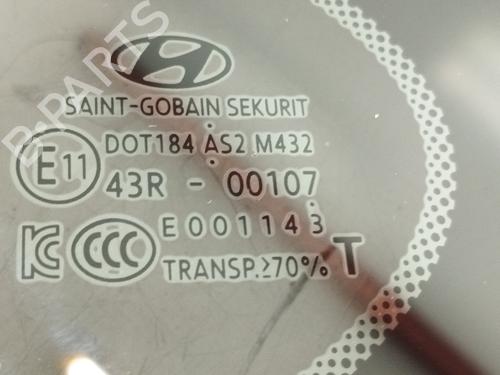 B-PARTS
SAINT-GOBAIN SEKURIT
DOT184 AS2 M432
E11
43R - 00107
E001143
KC CCC
TRANSP.≥70% T